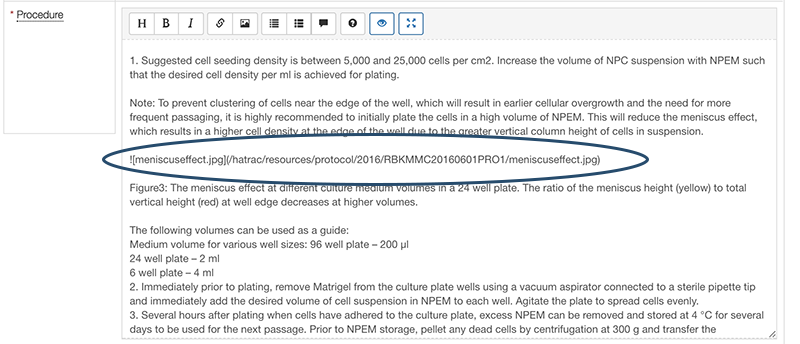 * Procedure
H B I
1. Suggested cell seeding density is between 5,000 and 25,000 cells per cm2. Increase the volume of NPC suspension with NPEM such
that the desired cell density per ml is achieved for plating.
Note: To prevent clustering of cells near the edge of the well, which will result in earlier cellular overgrowth and the need for more
frequent passaging, it is highly recommended to initially plate the cells in a high volume of NPEM. This will reduce the meniscus effect,
which results in a higher cell density at the edge of the well due to the greater vertical column height of cells in suspension.
![meniscuseffect.jpg](/hatrac/resources/protocol/2016/RBKMMC20160601PRO1/meniscuseffect.jpg)
Figure3: The meniscus effect at different culture medium volumes in a 24 well plate. The ratio of the meniscus height (yellow) to total
vertical height (red) at well edge decreases at higher volumes.
The following volumes can be used as a guide:
Medium volume for various well sizes: 96 well plate – 200 µl
24 well plate – 2 ml
6 well plate – 4 ml
2. Immediately prior to plating, remove Matrigel from the culture plate wells using a vacuum aspirator connected to a sterile pipette tip
and immediately add the desired volume of cell suspension in NPEM to each well. Agitate the plate to spread cells evenly.
3. Several hours after plating when cells have adhered to the culture plate, excess NPEM can be removed and stored at 4 °C for several
days to be used for the next passage. Prior to NPEM storage, pellet any dead cells by centrifugation at 300 g and transfer the